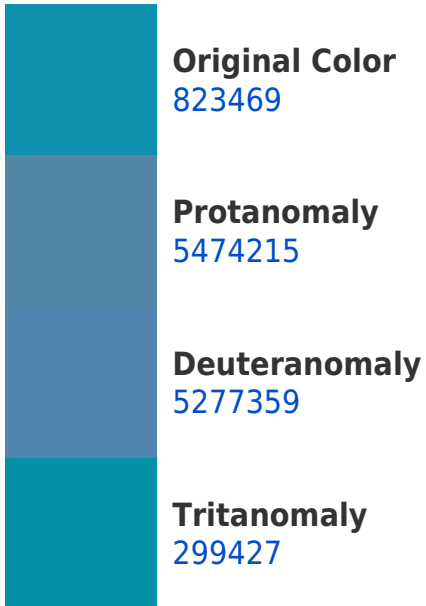 Original Color
823469
Protanomaly
5474215
Deuteranomaly
5277359
Tritanomaly
299427